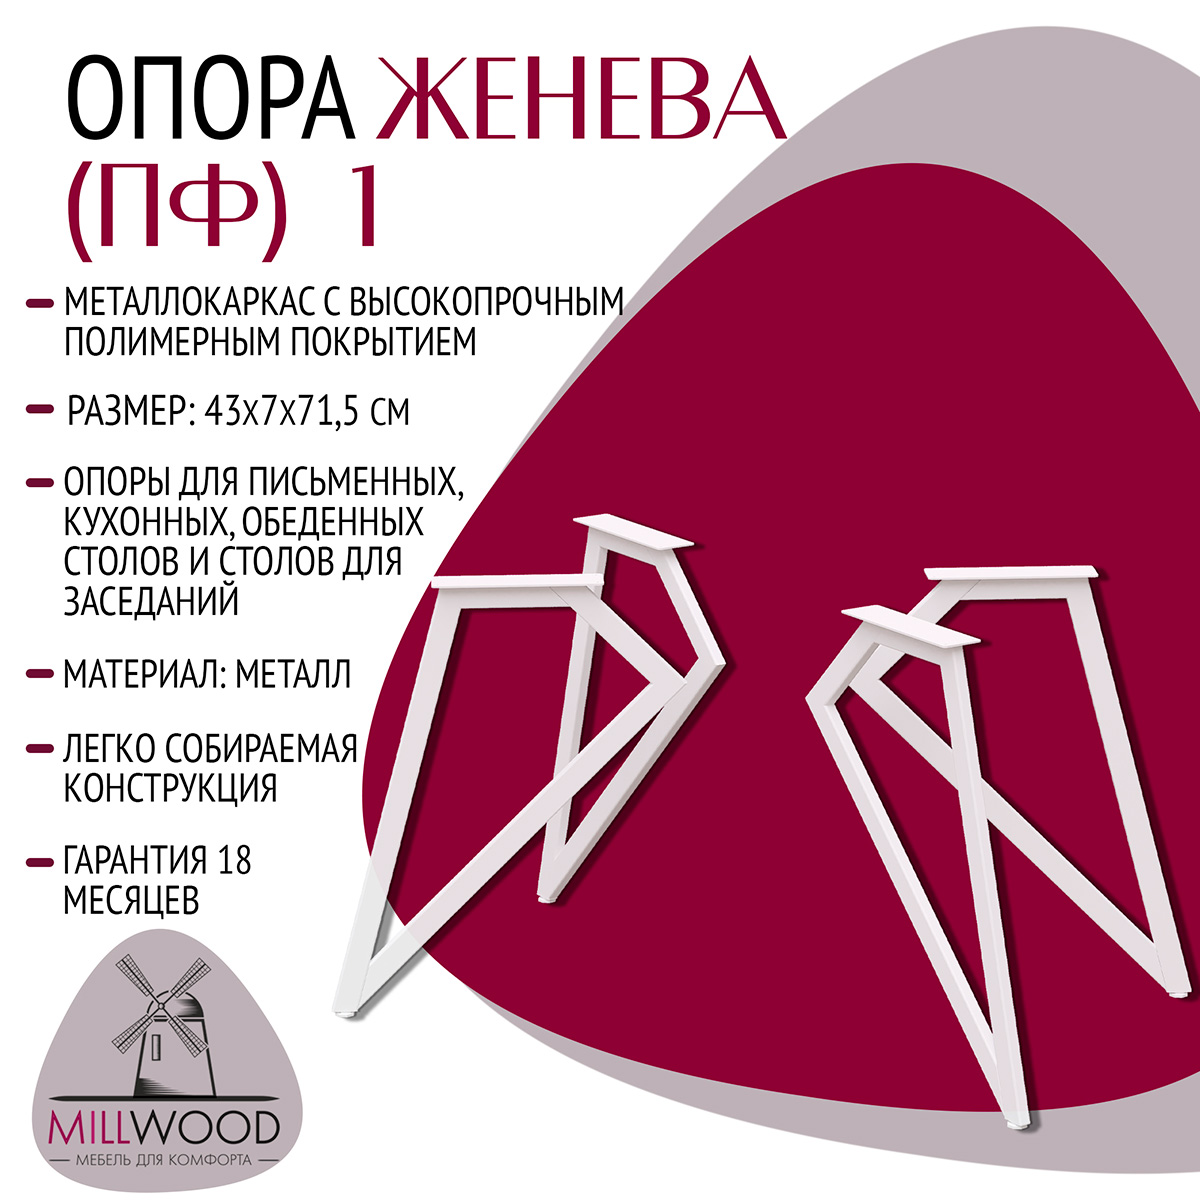 ОПОРА ЖЕНЕВА
(ПФ) 1
МЕТАЛЛОКАРКАС С ВЫСОКОПРОЧНЫМ
ПОЛИМЕРНЫМ ПОКРЫТИЕМ
РАЗМЕР: 43х7х71,5 СМ
ОПОРЫ ДЛЯ ПИСЬМЕННЫХ,
КУХОННЫХ, ОБЕДЕННЫХ
СТОЛОВ И СТОЛОВ ДЛЯ
ЗАСЕДАНИЙ
МАТЕРИАЛ: МЕТАЛЛ
ЛЕГКО СОБИРАЕМАЯ
КОНСТРУКЦИЯ
ГАРАНТИЯ 18
МЕСЯЦЕВ
MILLWOOD
— МЕБЕЛЬ ДЛЯ КОМФОРТА —